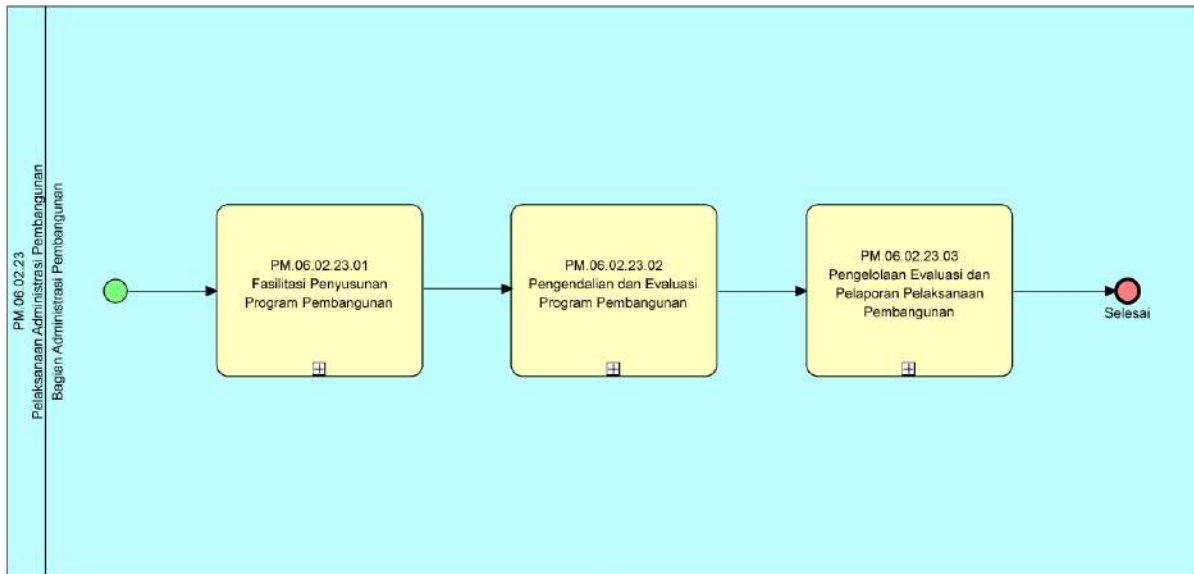 PM.06.02.23
Pelaksanaan Administrasi Pembangunan
Bagian Administrasi Pembangunan
PM.06.02.23.01
Fasilitasi Penyusunan
Program Pembangunan
PM.06.02.23.02
Pengendalian dan Evaluasi
Program Pembangunan
PM.06.02.23.03
Pengelolaan Evaluasi dan
Pelaporan Pelaksanaan
Pembangunan
Selesai